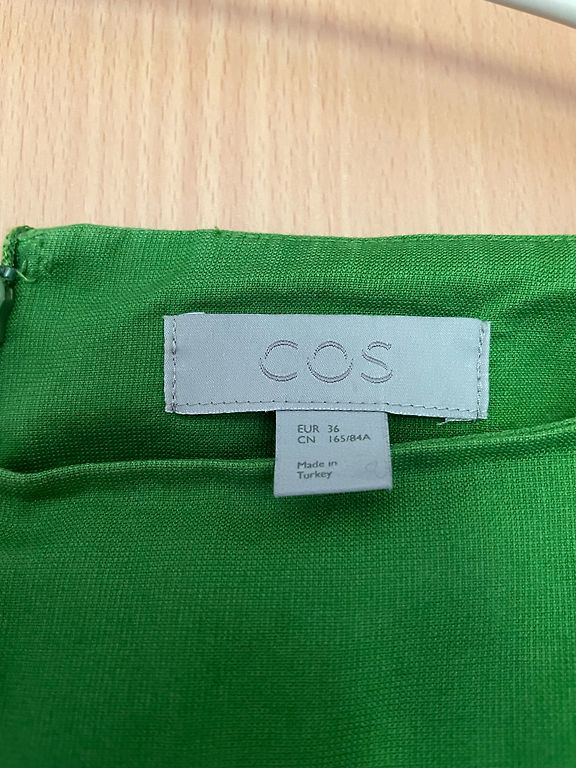 COS
EUR 36
CN 165/84A
Made in
Turkey